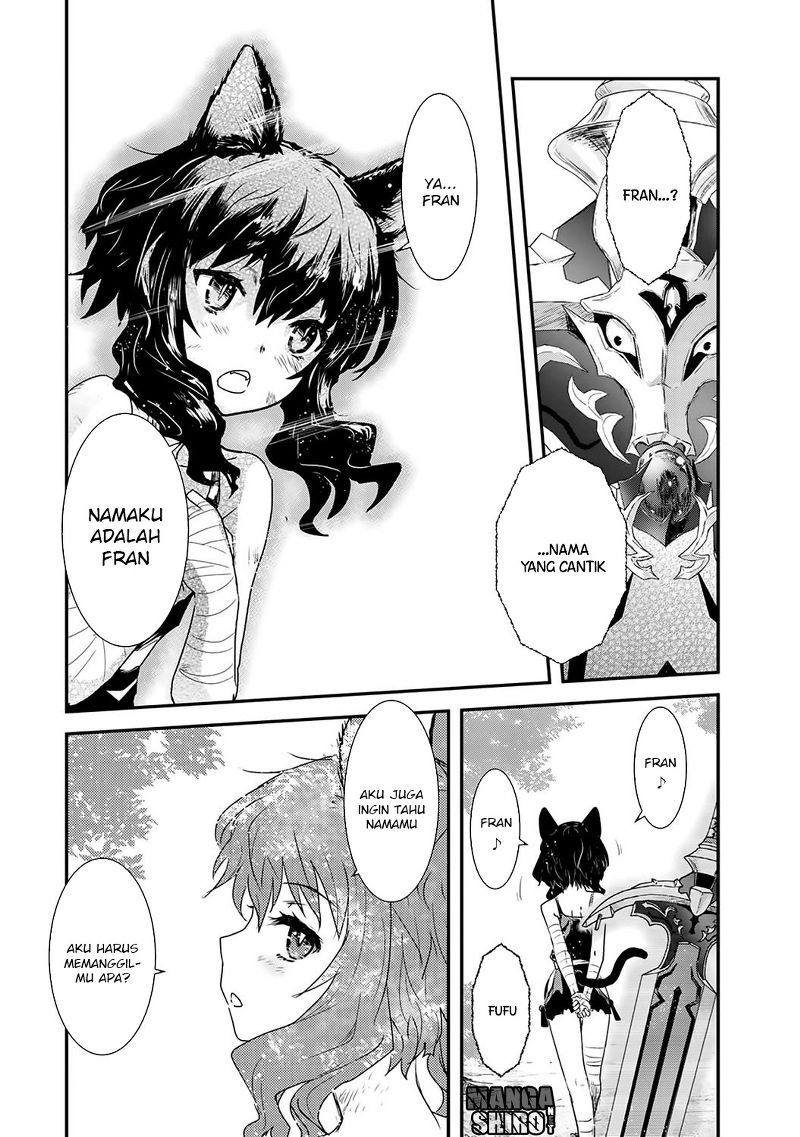 FRAN...?
...NAMA
YANG CANTIK
YA...
FRAN
NAMAKU
ADALAH
FRAN
FRAN
♪
FRAN
♪
FUFU
AKU JUGA
INGIN TAHU
NAMAMU
AKU HARUS
MEMANGGIL-
MU APA?
MANGA
SHIRO